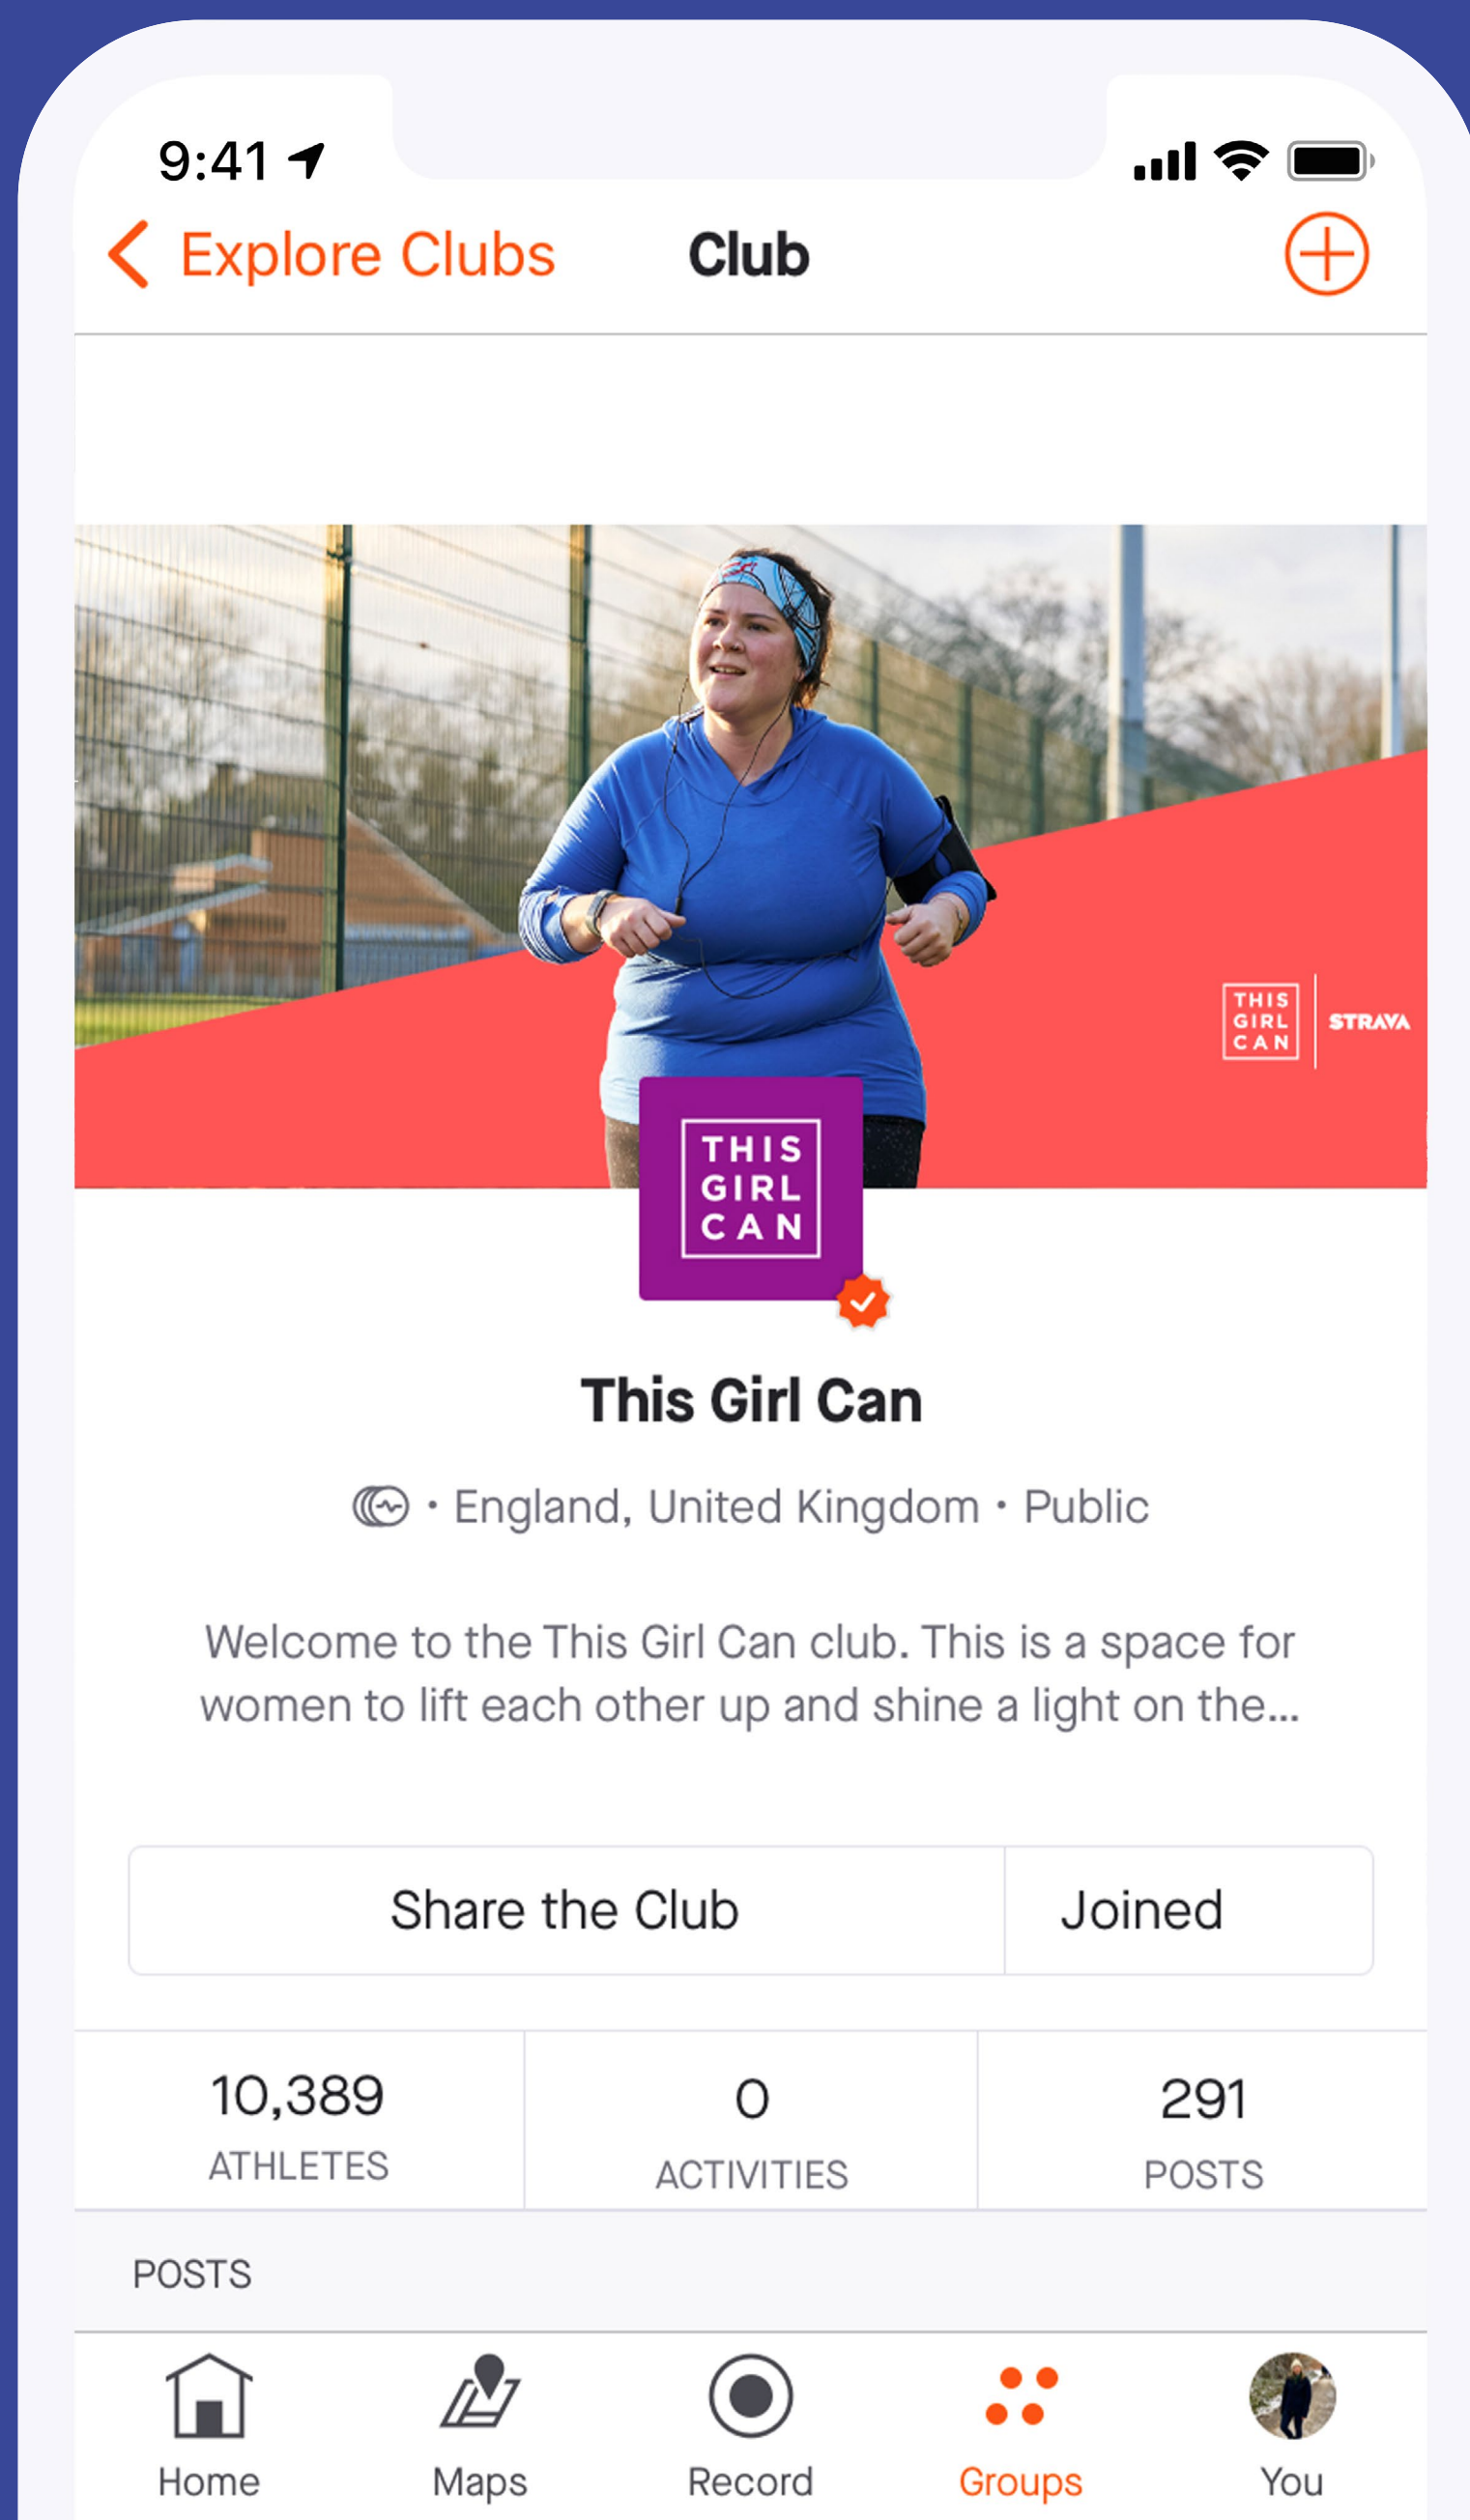 9:41
Explore Clubs
Club
THIS
GIRL
CAN
STRAVA
THIS
GIRL
CAN
This Girl Can
• England, United Kingdom • Public
Welcome to the This Girl Can club. This is a space for
women to lift each other up and shine a light on the...
Share the Club
Joined
10,389
ATHLETES
0
ACTIVITIES
291
POSTS
POSTS
Home
Maps
Record
Groups
You